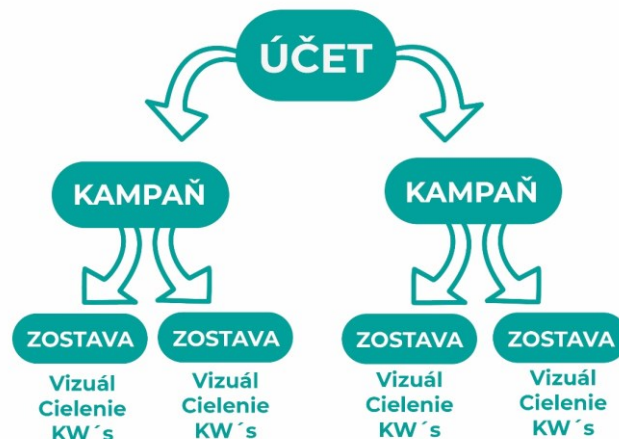 ÚČET
KAMPAŇ
KAMPAŇ
ZOSTAVA
ZOSTAVA
ZOSTAVA
ZOSTAVA
Vizuál
Cielenie
KW´s
Vizuál
Cielenie
KW´s
Vizuál
Cielenie
KW´s
Vizuál
Cielenie
KW´s